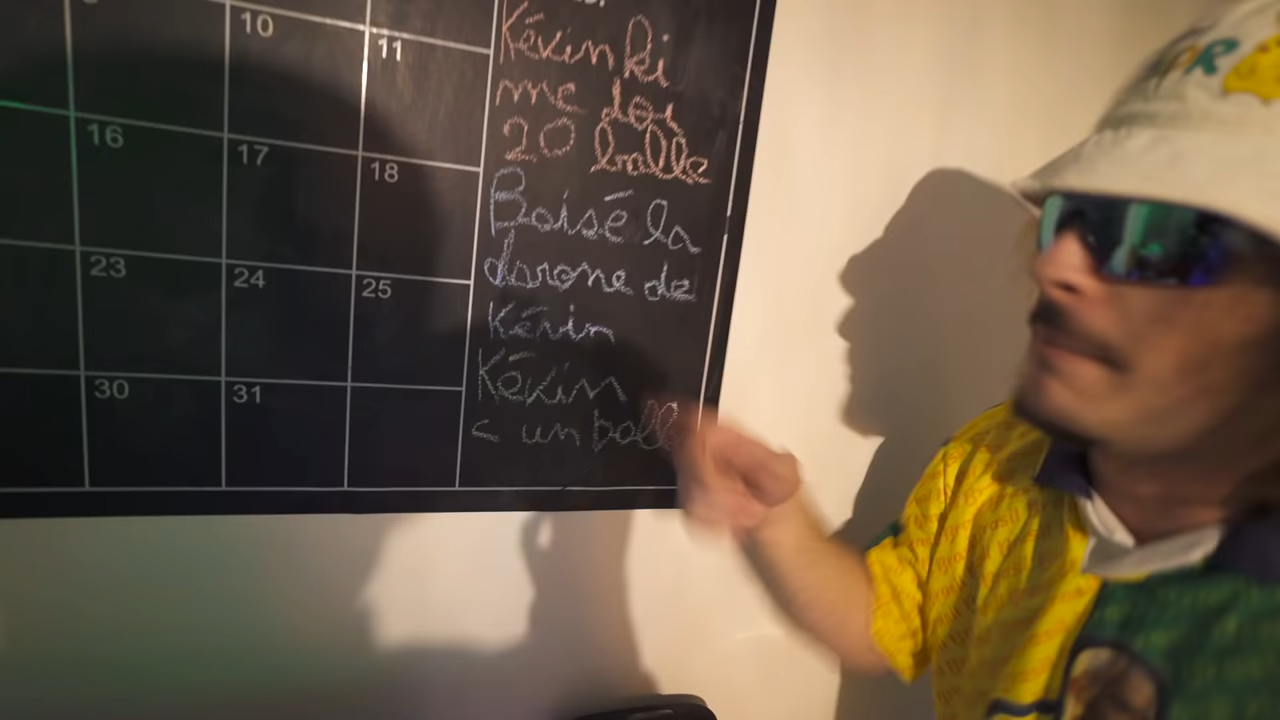 10
11
16
17
18
23
24
25
30
31
Kévin ki
me doi
20 balle
Baisé la
darone de
Kévin
Kévin
c un